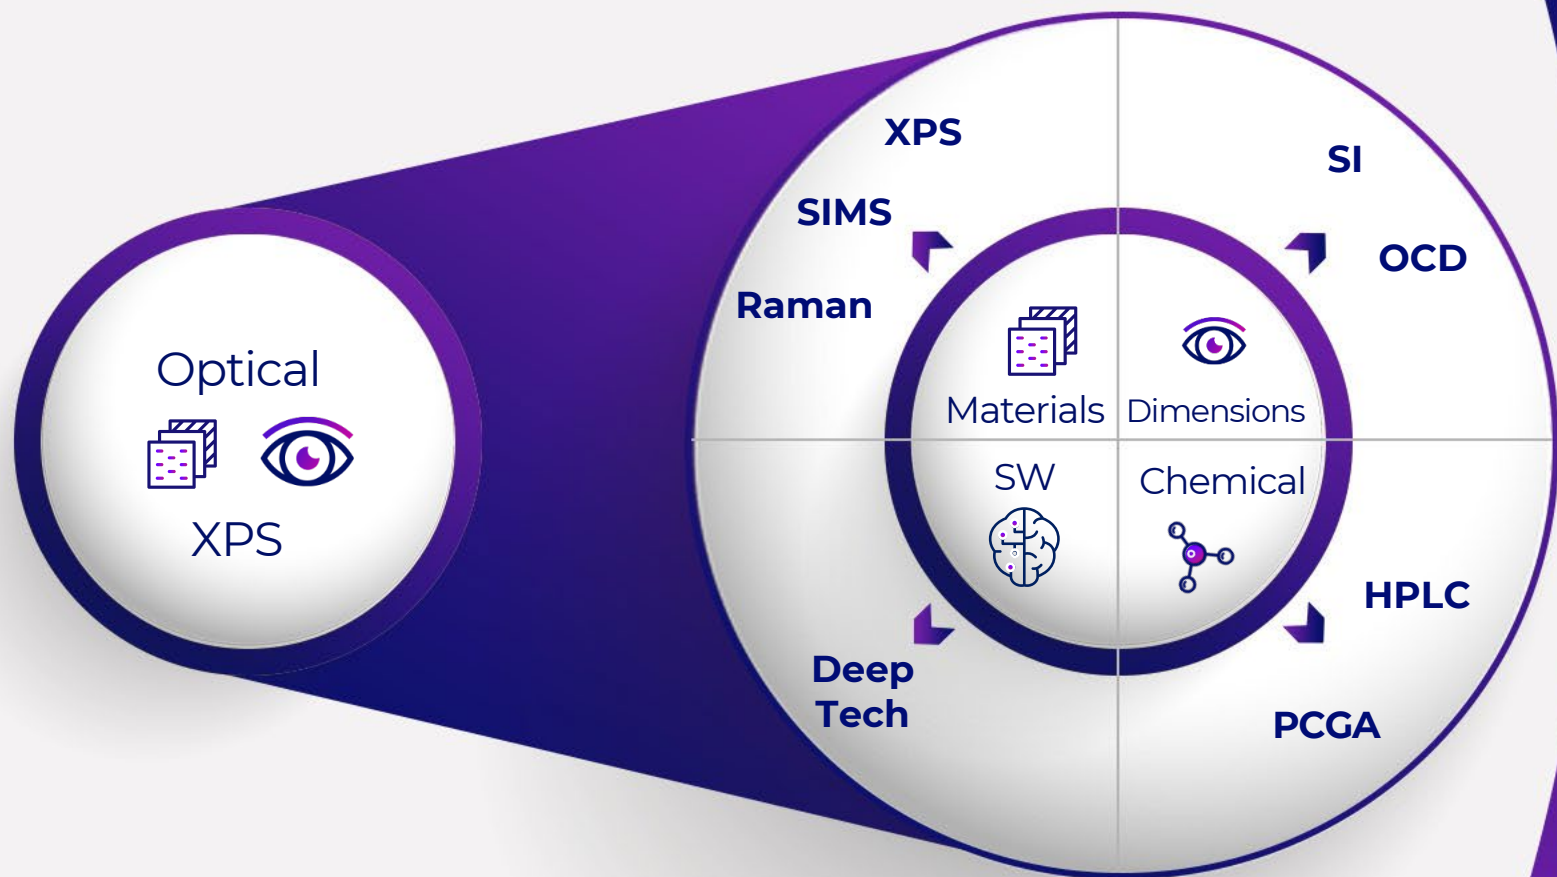 Optical
XPS
XPS
SIMS
Raman
SI
OCD
Materials
Dimensions
SW
Chemical
Deep
Tech
HPLC
PCGA